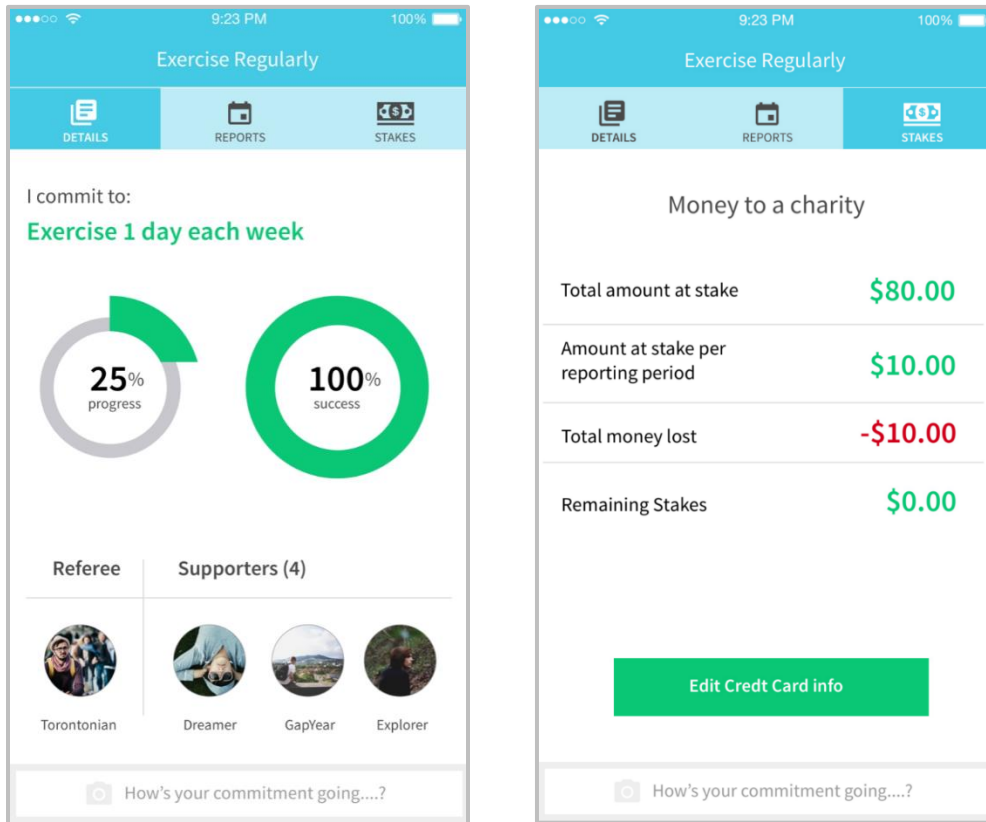 9:23 PM 100%
Exercise Regularly
DETAILS REPORTS STAKES
I commit to:
Exercise 1 day each week
25% 100%
progress success
Referee Supporters (4)
Torontonian Dreamer GapYear Explorer
How's your commitment going....?
9:23 PM 100%
Exercise Regularly
DETAILS REPORTS STAKES
Money to a charity
Total amount at stake $80.00
Amount at stake per
reporting period $10.00
Total money lost -$10.00
Remaining Stakes $0.00
Edit Credt Card info
How's your commitment going....?